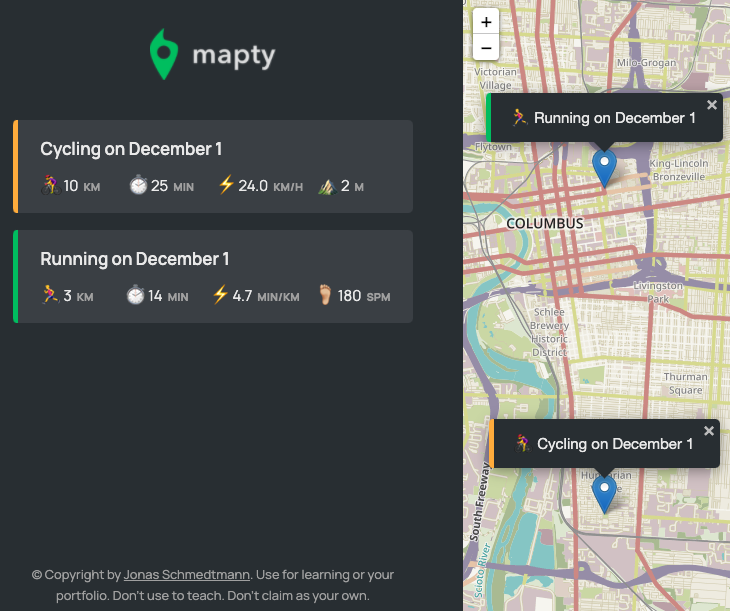 mapty
Cycling on December 1
10 KM 25 MIN 24.0 KM/H 2 M
Running on December 1
3 KM 14 MIN 4.7 MIN/KM 180 SPM
© Copyright by Jonas Schmedtmann. Use for learning or your
portfolio. Don't use to teach. Don't claim as your own.
+
−
Victorian
Village
Milo-Grogan
Running on December 1
×
Flytown
King-Lincoln
Bronzeville
COLUMBUS
Livingston
Park
Schlee
Brewery
Historic
District
Thurman
Square
Cycling on December 1
×
South Freeway
Scioto River